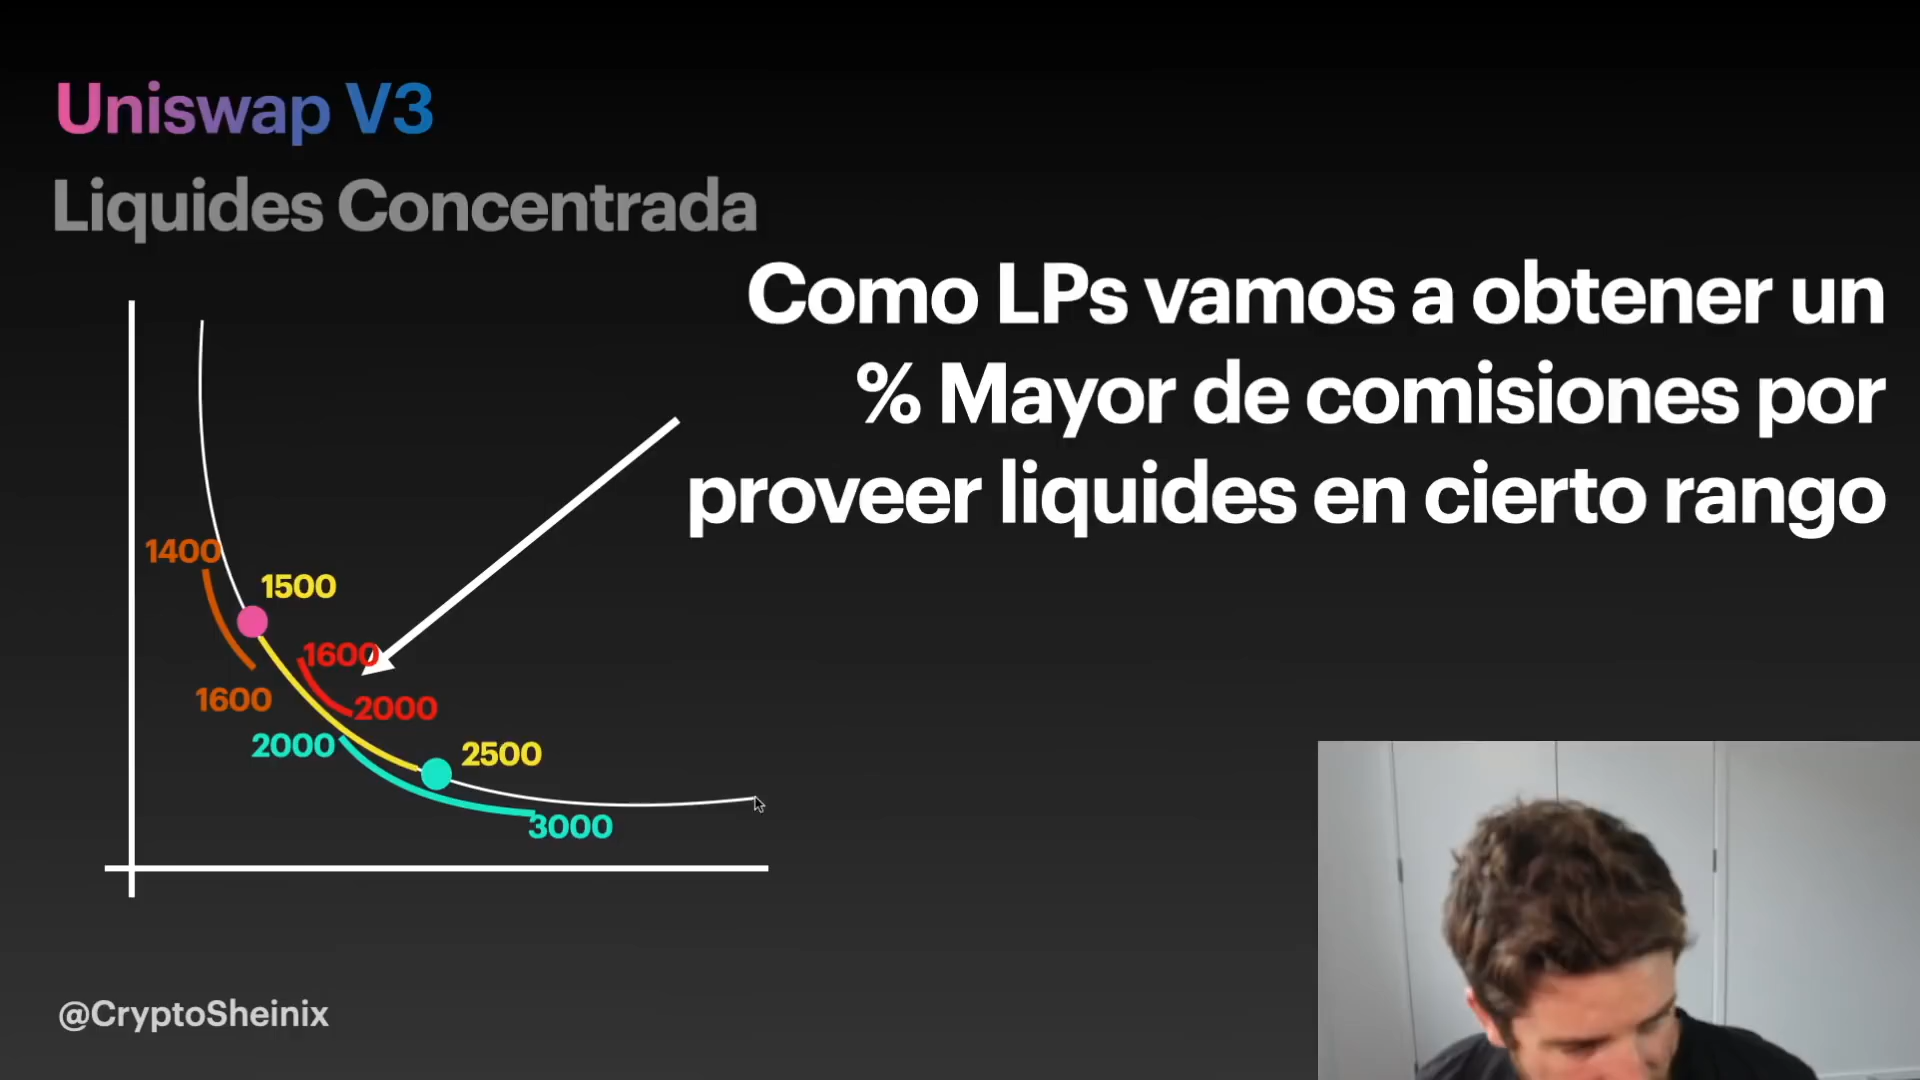 Uniswap V3
Liquides Concentrada
Como LPs vamos a obtener un
% Mayor de comisiones por
proveer liquides en cierto rango
1400
1500
1600
1600
2000
2000
2500
3000
@CryptoSheinix